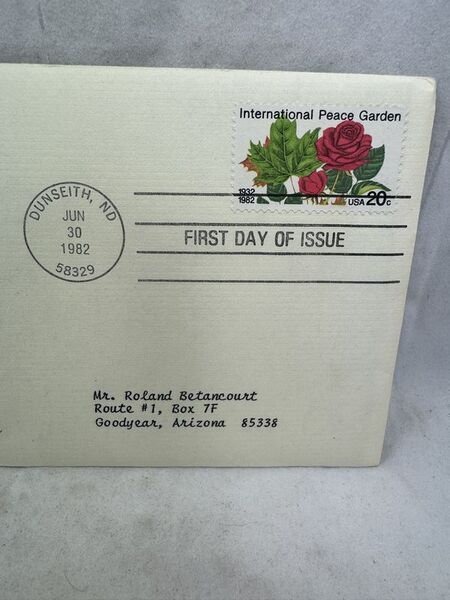 International Peace Garden
1932
1982
USA 20c
DUNSEITH, ND
JUN
30
1982
58329
FIRST DAY OF ISSUE
Mr. Roland Betancourt
Route #1, Box 7F
Goodyear, Arizona 85338